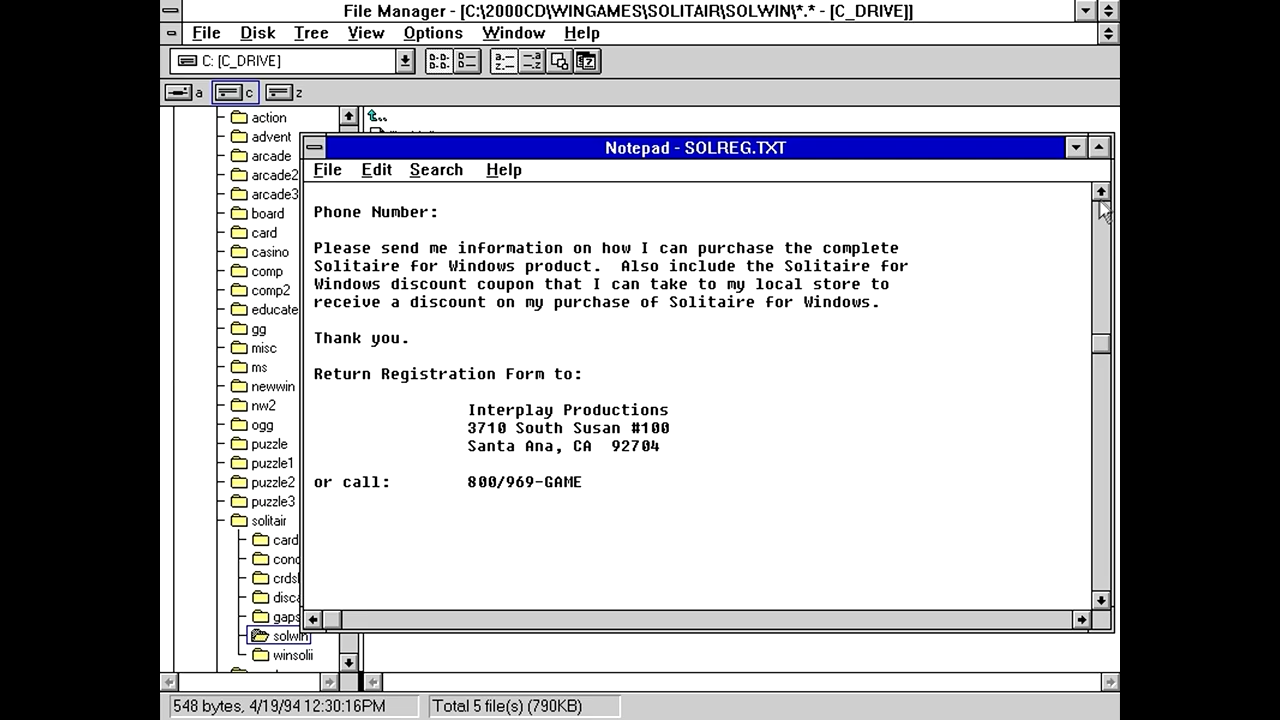 File Manager - [C:\2000CD\WINGAMES\SOLITAIR\SOLWIN\*.* - [C_DRIVE]]
File Disk Tree View Options Window Help
C: [C_DRIVE]
a c z
action
advent
arcade
arcade2
arcade3
board
card
casino
comp
comp2
educate
gg
misc
ms
newwin
nw2
ogg
puzzle
puzzle1
puzzle2
puzzle3
solitair
card
conc
crdsl
disca
gaps
solwin
winsolii
..
Notepad - SOLREG.TXT
File Edit Search Help
Phone Number:
Please send me information on how I can purchase the complete
Solitaire for Windows product.  Also include the Solitaire for
Windows discount coupon that I can take to my local store to
receive a discount on my purchase of Solitaire for Windows.
Thank you.
Return Registration Form to:
Interplay Productions
3710 South Susan #100
Santa Ana, CA  92704
or call: 800/969-GAME
548 bytes, 4/19/94 12:30:16PM
Total 5 file(s) (790KB)